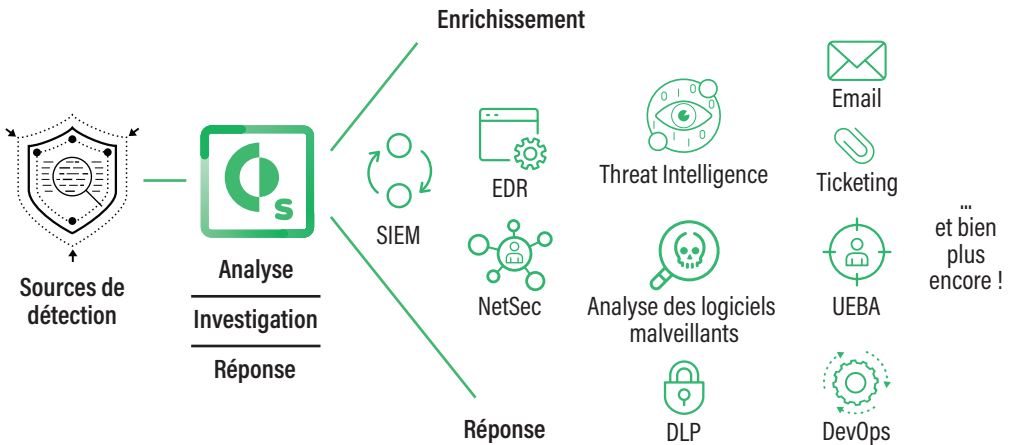 Enrichissement
Sources de
détection
S
Analyse
Investigation
Réponse
SIEM
EDR
NetSec
Threat Intelligence
Analyse des logiciels
malveillants
DLP
Email
Ticketing
UEBA
DevOps
...
et bien
plus
encore !
Réponse